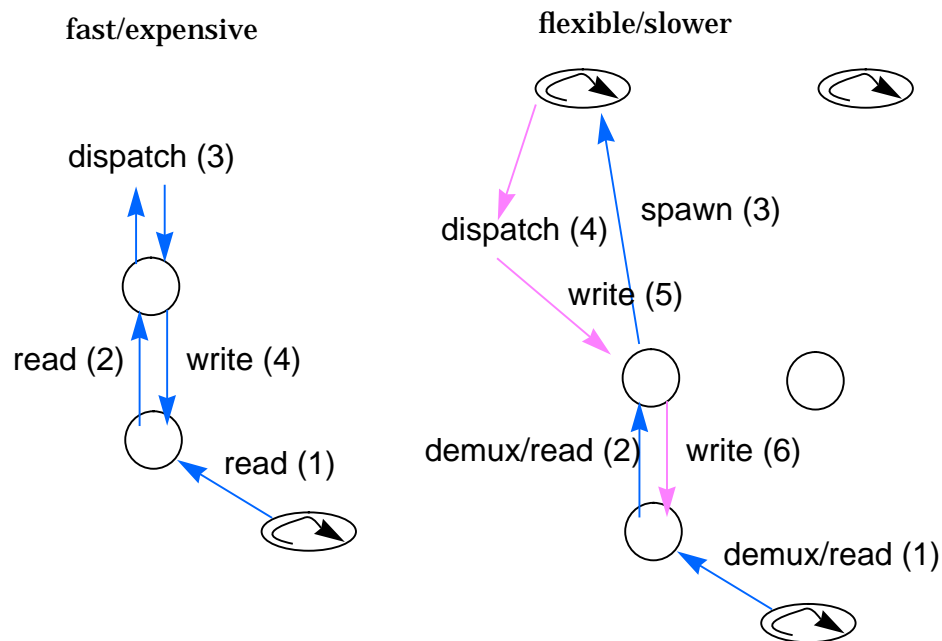 fast/expensive
flexible/slower
dispatch (3)
spawn (3)
dispatch (4)
write (5)
read (2)
write (4)
demux/read (2)
write (6)
read (1)
demux/read (1)